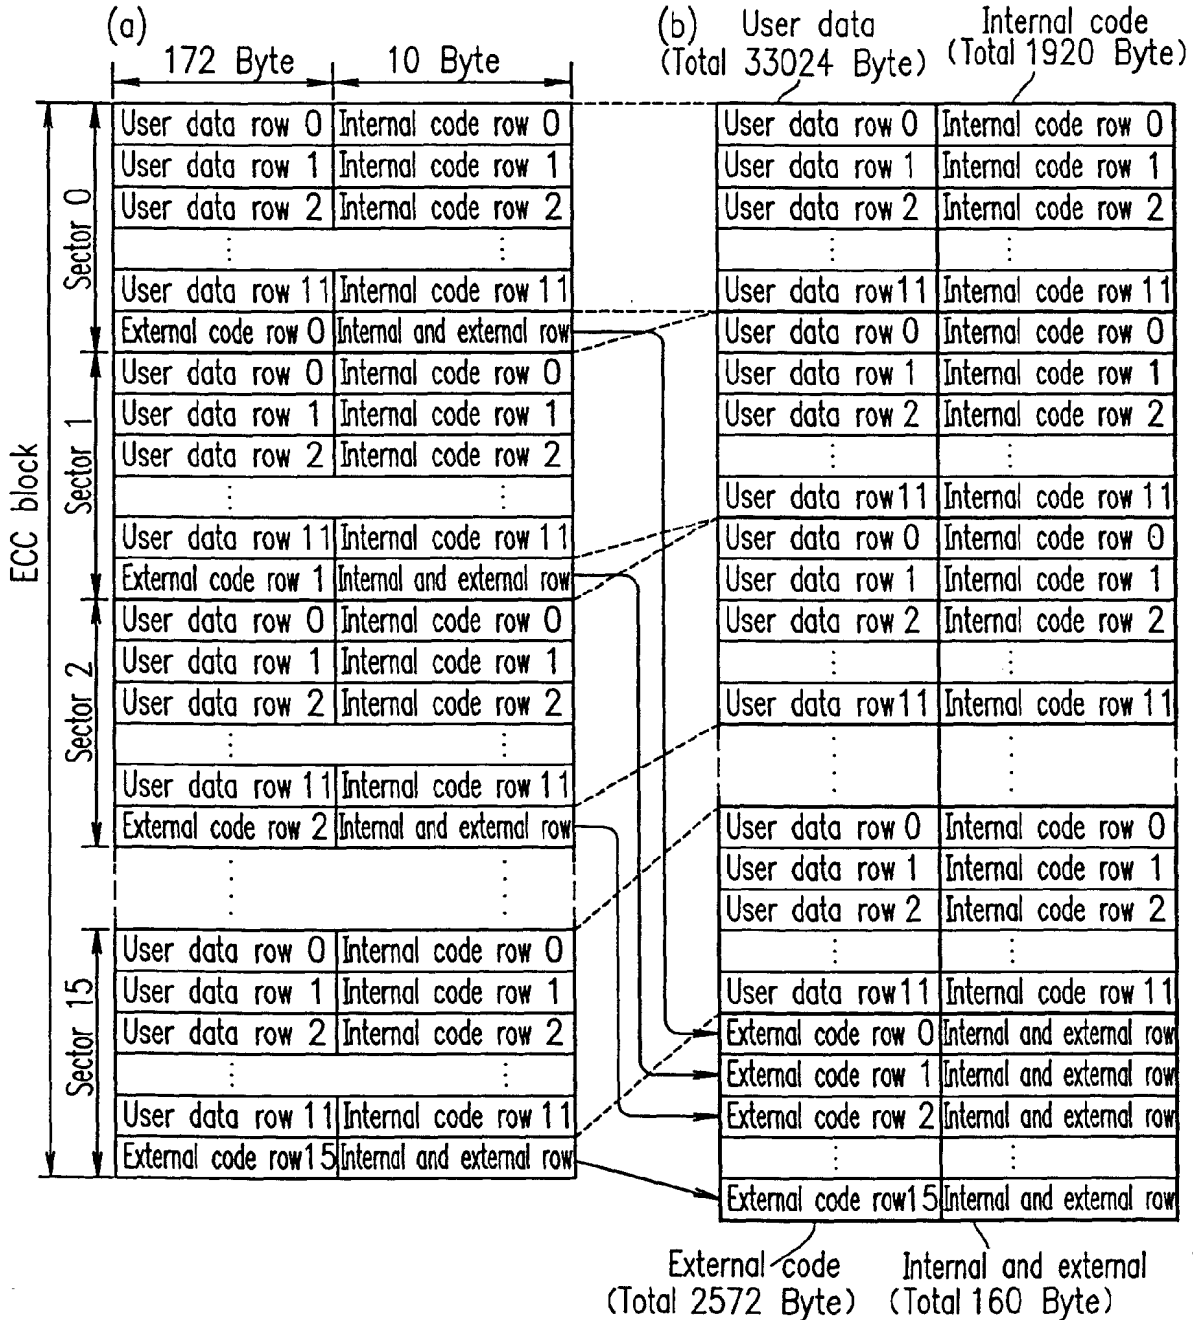 (a)
172 Byte
10 Byte
ECC block
Sector 0
User data row 0 Internal code row 0
User data row 1 Internal code row 1
User data row 2 Internal code row 2
⋮ ⋮
User data row 11 Internal code row 11
External code row 0 Internal and external row
Sector 1
User data row 0 Internal code row 0
User data row 1 Internal code row 1
User data row 2 Internal code row 2
⋮ ⋮
User data row 11 Internal code row 11
External code row 1 Internal and external row
Sector 2
User data row 0 Internal code row 0
User data row 1 Internal code row 1
User data row 2 Internal code row 2
⋮ ⋮
User data row 11 Internal code row 11
External code row 2 Internal and external row
⋮ ⋮
Sector 15
User data row 0 Internal code row 0
User data row 1 Internal code row 1
User data row 2 Internal code row 2
⋮ ⋮
User data row 11 Internal code row 11
External code row 15 Internal and external row
(b)
User data
(Total 33024 Byte)
Internal code
(Total 1920 Byte)
User data row 0 Internal code row 0
User data row 1 Internal code row 1
User data row 2 Internal code row 2
⋮ ⋮
User data row 11 Internal code row 11
User data row 0 Internal code row 0
User data row 1 Internal code row 1
User data row 2 Internal code row 2
⋮ ⋮
User data row 11 Internal code row 11
User data row 0 Internal code row 0
User data row 1 Internal code row 1
User data row 2 Internal code row 2
⋮ ⋮
User data row 11 Internal code row 11
⋮ ⋮
User data row 0 Internal code row 0
User data row 1 Internal code row 1
User data row 2 Internal code row 2
⋮ ⋮
User data row 11 Internal code row 11
External code row 0 Internal and external row
External code row 1 Internal and external row
External code row 2 Internal and external row
⋮ ⋮
External code row 15 Internal and external row
External code
(Total 2572 Byte)
Internal and external
(Total 160 Byte)